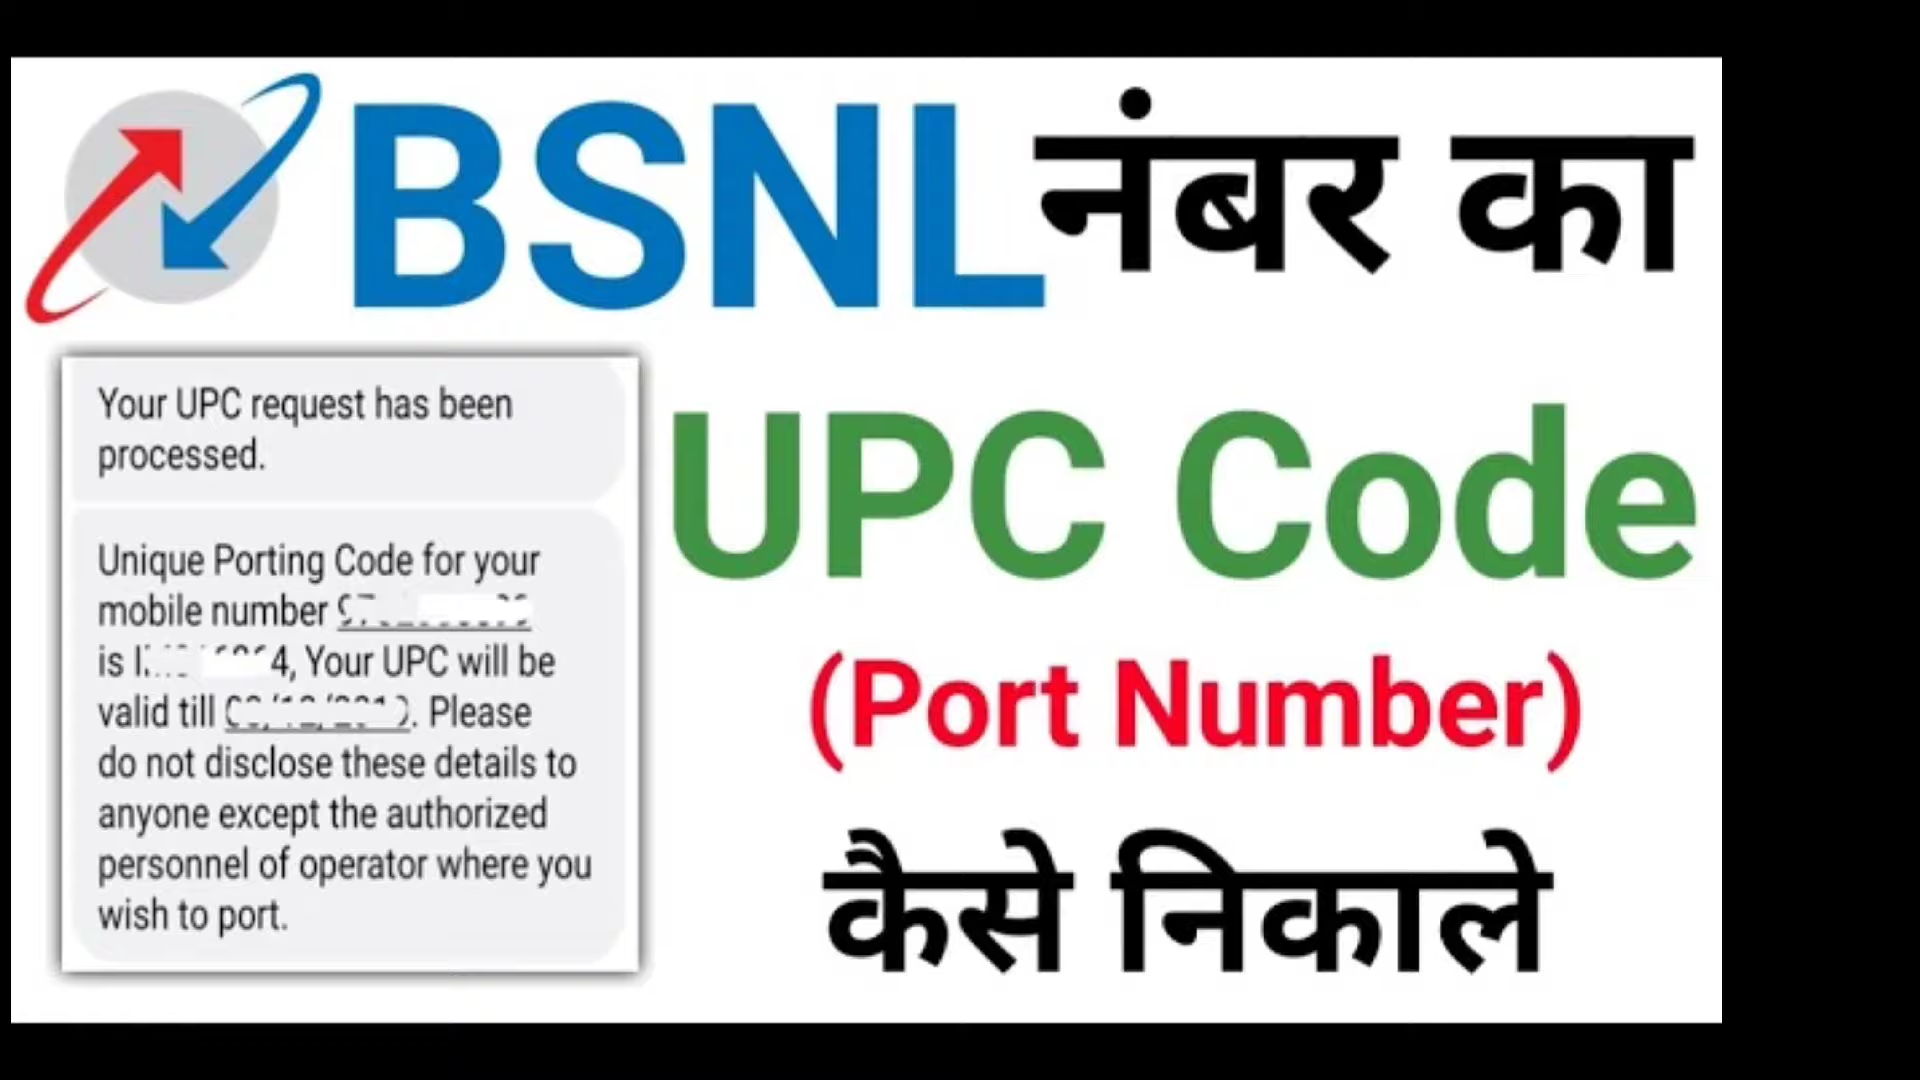 BSNL नंबर का
UPC Code
(Port Number)
कैसे निकाले
Your UPC request has been
processed.
Unique Porting Code for your
mobile number
is 4, Your UPC will be
valid till . Please
do not disclose these details to
anyone except the authorized
personnel of operator where you
wish to port.